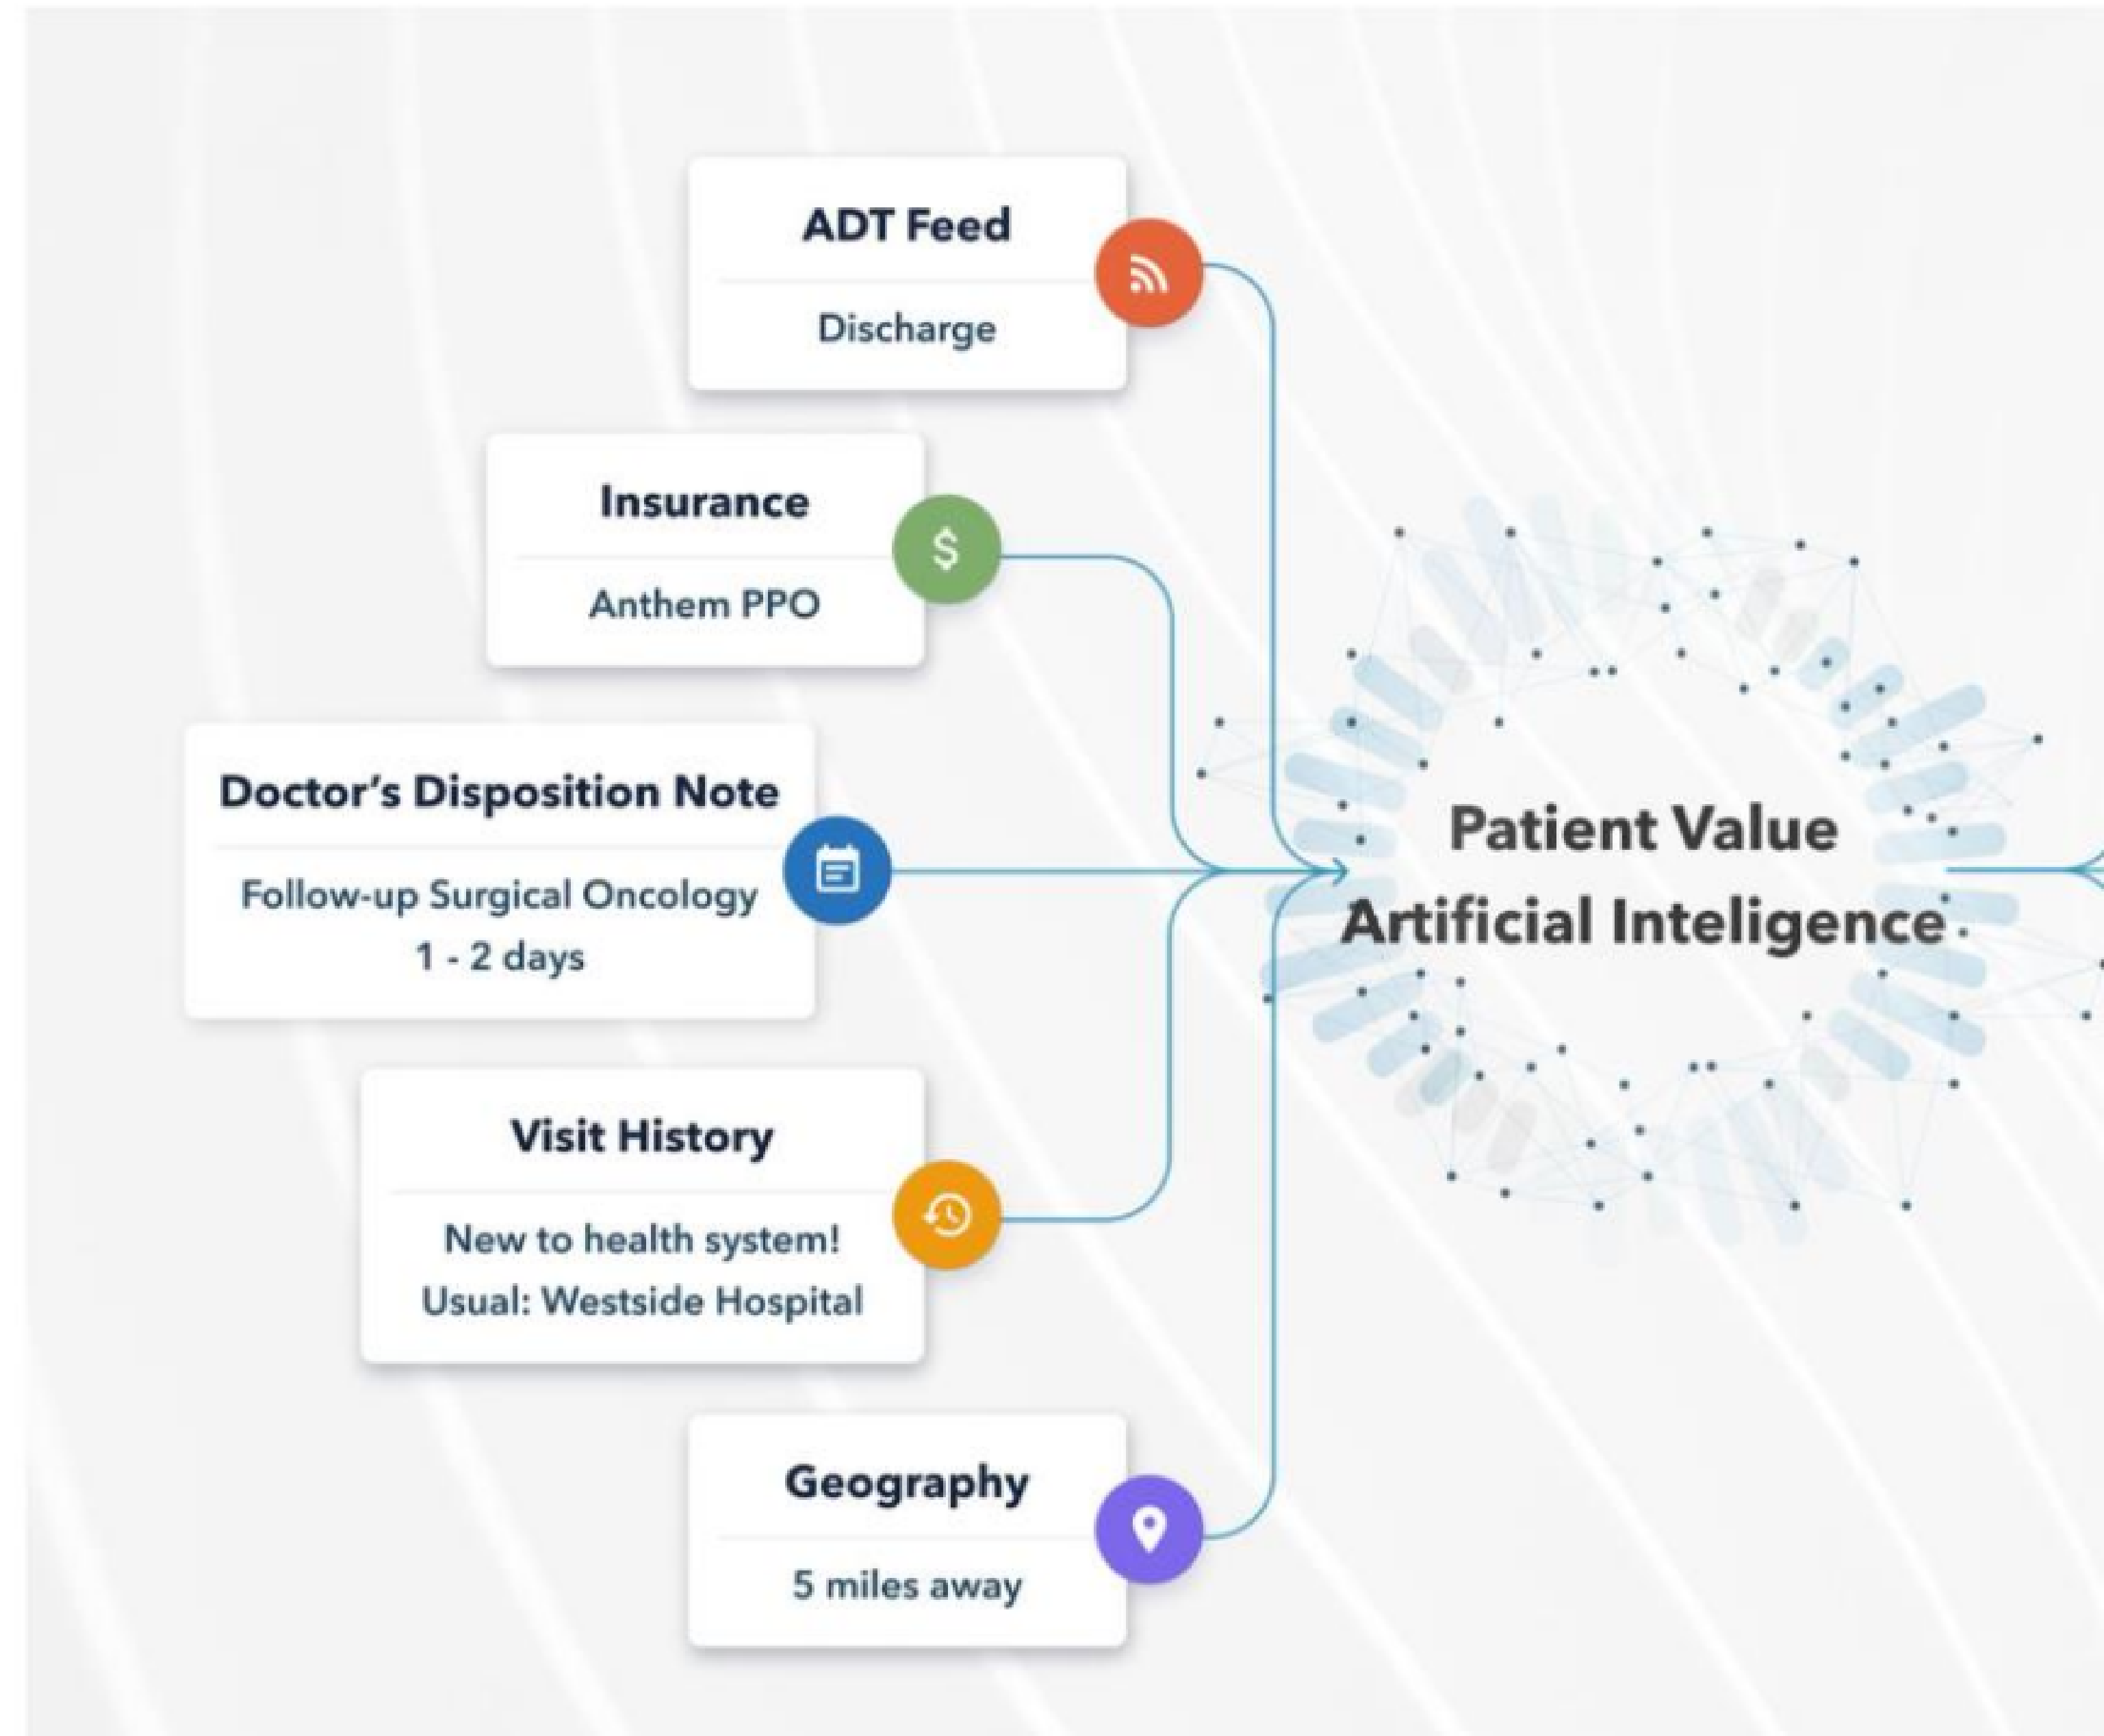 ADT Feed
Discharge
Insurance
Anthem PPO
Doctor's Disposition Note
Follow-up Surgical Oncology
1 - 2 days
Visit History
New to health system!
Usual: Westside Hospital
Geography
5 miles away
Patient Value
Artificial Inteligence